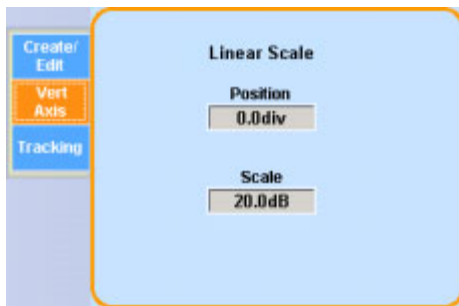 Create/
Edit
Vert
Axis
Tracking
Linear Scale
Position
0.0div
Scale
20.0dB